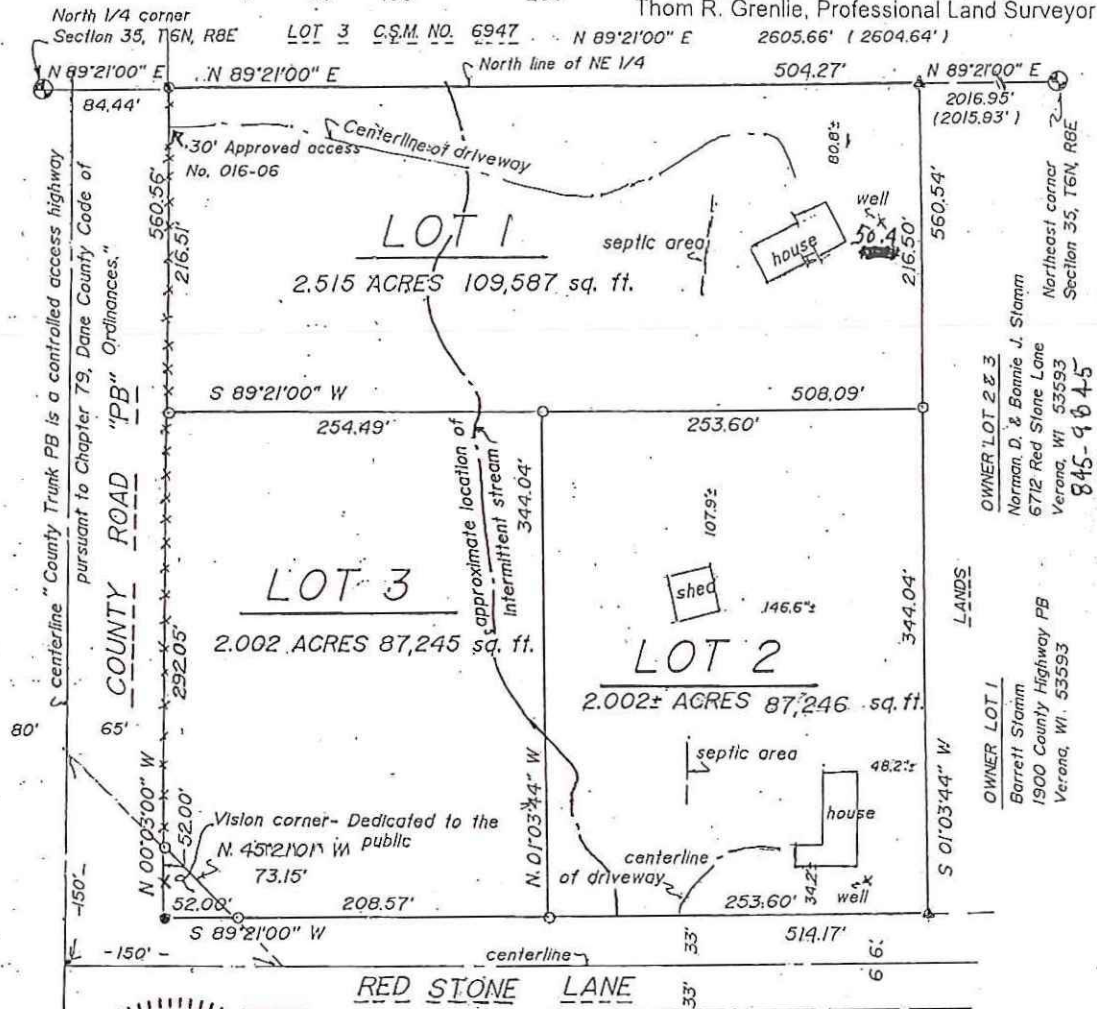 Thom R. Grenlie, Professional Land Surveyor
North 1/4 corner
Section 35, T6N, R8E
LOT 3 C.S.M. NO. 6947
N 89°21'00" E 2605.66' ( 2604.64' )
N 89°21'00" E
84.44'
N 89°21'00" E
North line of NE 1/4
504.27'
N 89°21'00" E
2016.95'
(2015.93')
Northeast corner
Section 35, T6N, R8E
30' Approved access
No. 016-06
Centerline of driveway
80.8'±
well
50.4
house
septic area
LOT 1
2.515 ACRES 109,587 sq. ft.
560.56'
216.51'
216.50'
560.54'
S 89°21'00" W
508.09'
254.49'
253.60'
centerline "County Trunk PB is a controlled access highway
pursuant to Chapter 79, Dane County Code of
Ordinances."
COUNTY ROAD "PB"
approximate location of
intermittent stream
344.04'
107.9'±
shed
146.6'±
LOT 3
2.002 ACRES 87,245 sq. ft.
LOT 2
2.002± ACRES 87,246 sq. ft.
292.05'
344.04'
80'
65'
septic area
48.2'±
house
34.2'±
well
centerline
of driveway
Vision corner- Dedicated to the
public
N. 45°21'01" W
73.15'
N 00°03'00" W
52.00'
N. 01°03'44" W
S 01°03'44" W
52.00'
208.57'
253.60'
S 89°21'00" W
514.17'
-150'-
-150'-
centerline
33'
33'
66'
RED STONE LANE
LANDS
OWNER LOT 2 & 3
Norman D. & Bonnie J. Stamm
6712 Red Stone Lane
Verona, WI 53593
845-9845
OWNER LOT 1
Barrett Stamm
1900 County Highway PB
Verona, WI. 53593